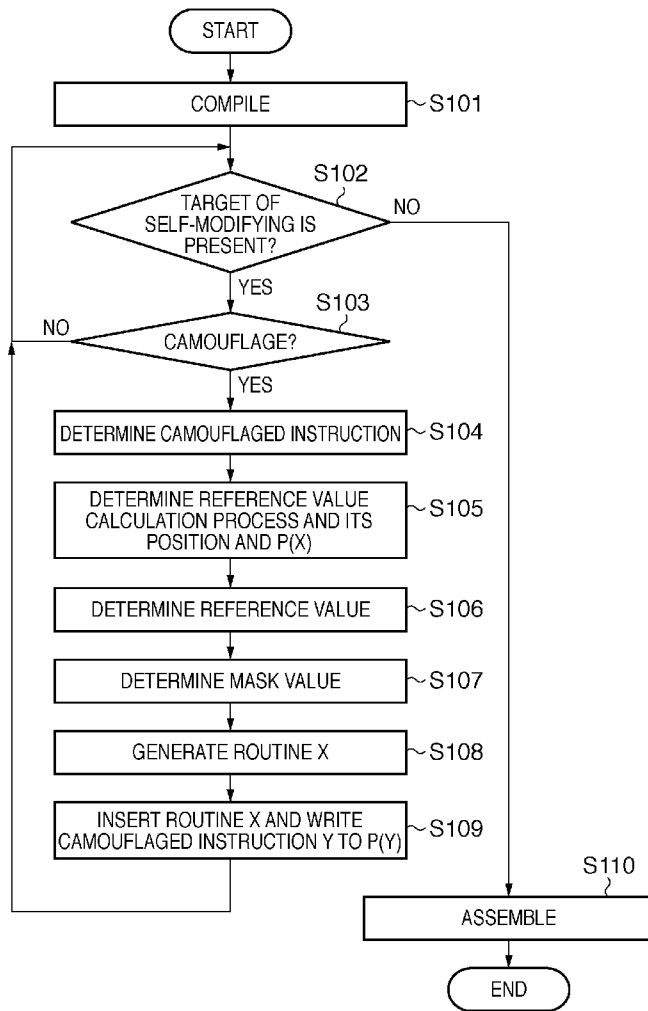 START
COMPILE
S101
S102
TARGET OF
SELF-MODIFYING IS
PRESENT?
NO
YES
S103
NO
CAMOUFLAGE?
YES
DETERMINE CAMOUFLAGED INSTRUCTION
S104
DETERMINE REFERENCE VALUE
CALCULATION PROCESS AND ITS
POSITION AND P(X)
S105
DETERMINE REFERENCE VALUE
S106
DETERMINE MASK VALUE
S107
GENERATE ROUTINE X
S108
INSERT ROUTINE X AND WRITE
CAMOUFLAGED INSTRUCTION Y TO P(Y)
S109
S110
ASSEMBLE
END